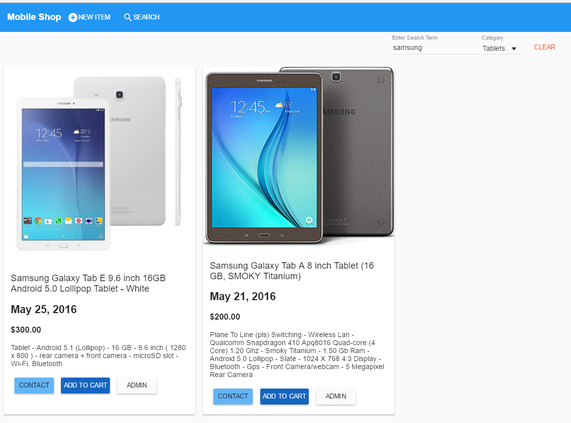 Mobile Shop NEW ITEM SEARCH
Enter Search Term Category
samsung Tablets CLEAR
SAMSUNG
12:45 20°
SAMSUNG
12:45
SAMSUNG
Samsung Galaxy Tab E 9.6 inch 16GB
Android 5.0 Lollipop Tablet - White
May 25, 2016
$300.00
Tablet - Android 5.1 (Lollipop) - 16 GB - 9.6 inch ( 1280
x 800 ) - rear camera + front camera - microSD slot -
Wi-Fi, Bluetooth
CONTACT ADD TO CART ADMIN
Samsung Galaxy Tab A 8 inch Tablet (16
GB, SMOKY Titanium)
May 21, 2016
$200.00
Plane To Line (pls) Switching - Wireless Lan -
Qualcomm Snapdragon 410 Apq8016 Quad-core (4
Core) 1.20 Ghz - Smoky Titanium - 1.50 Gb Ram -
Android 5.0 Lollipop - Slate - 1024 X 768 4:3 Display -
Bluetooth - Gps - Front Camera/webcam - 5 Megapixel
Rear Camera
CONTACT ADD TO CART ADMIN